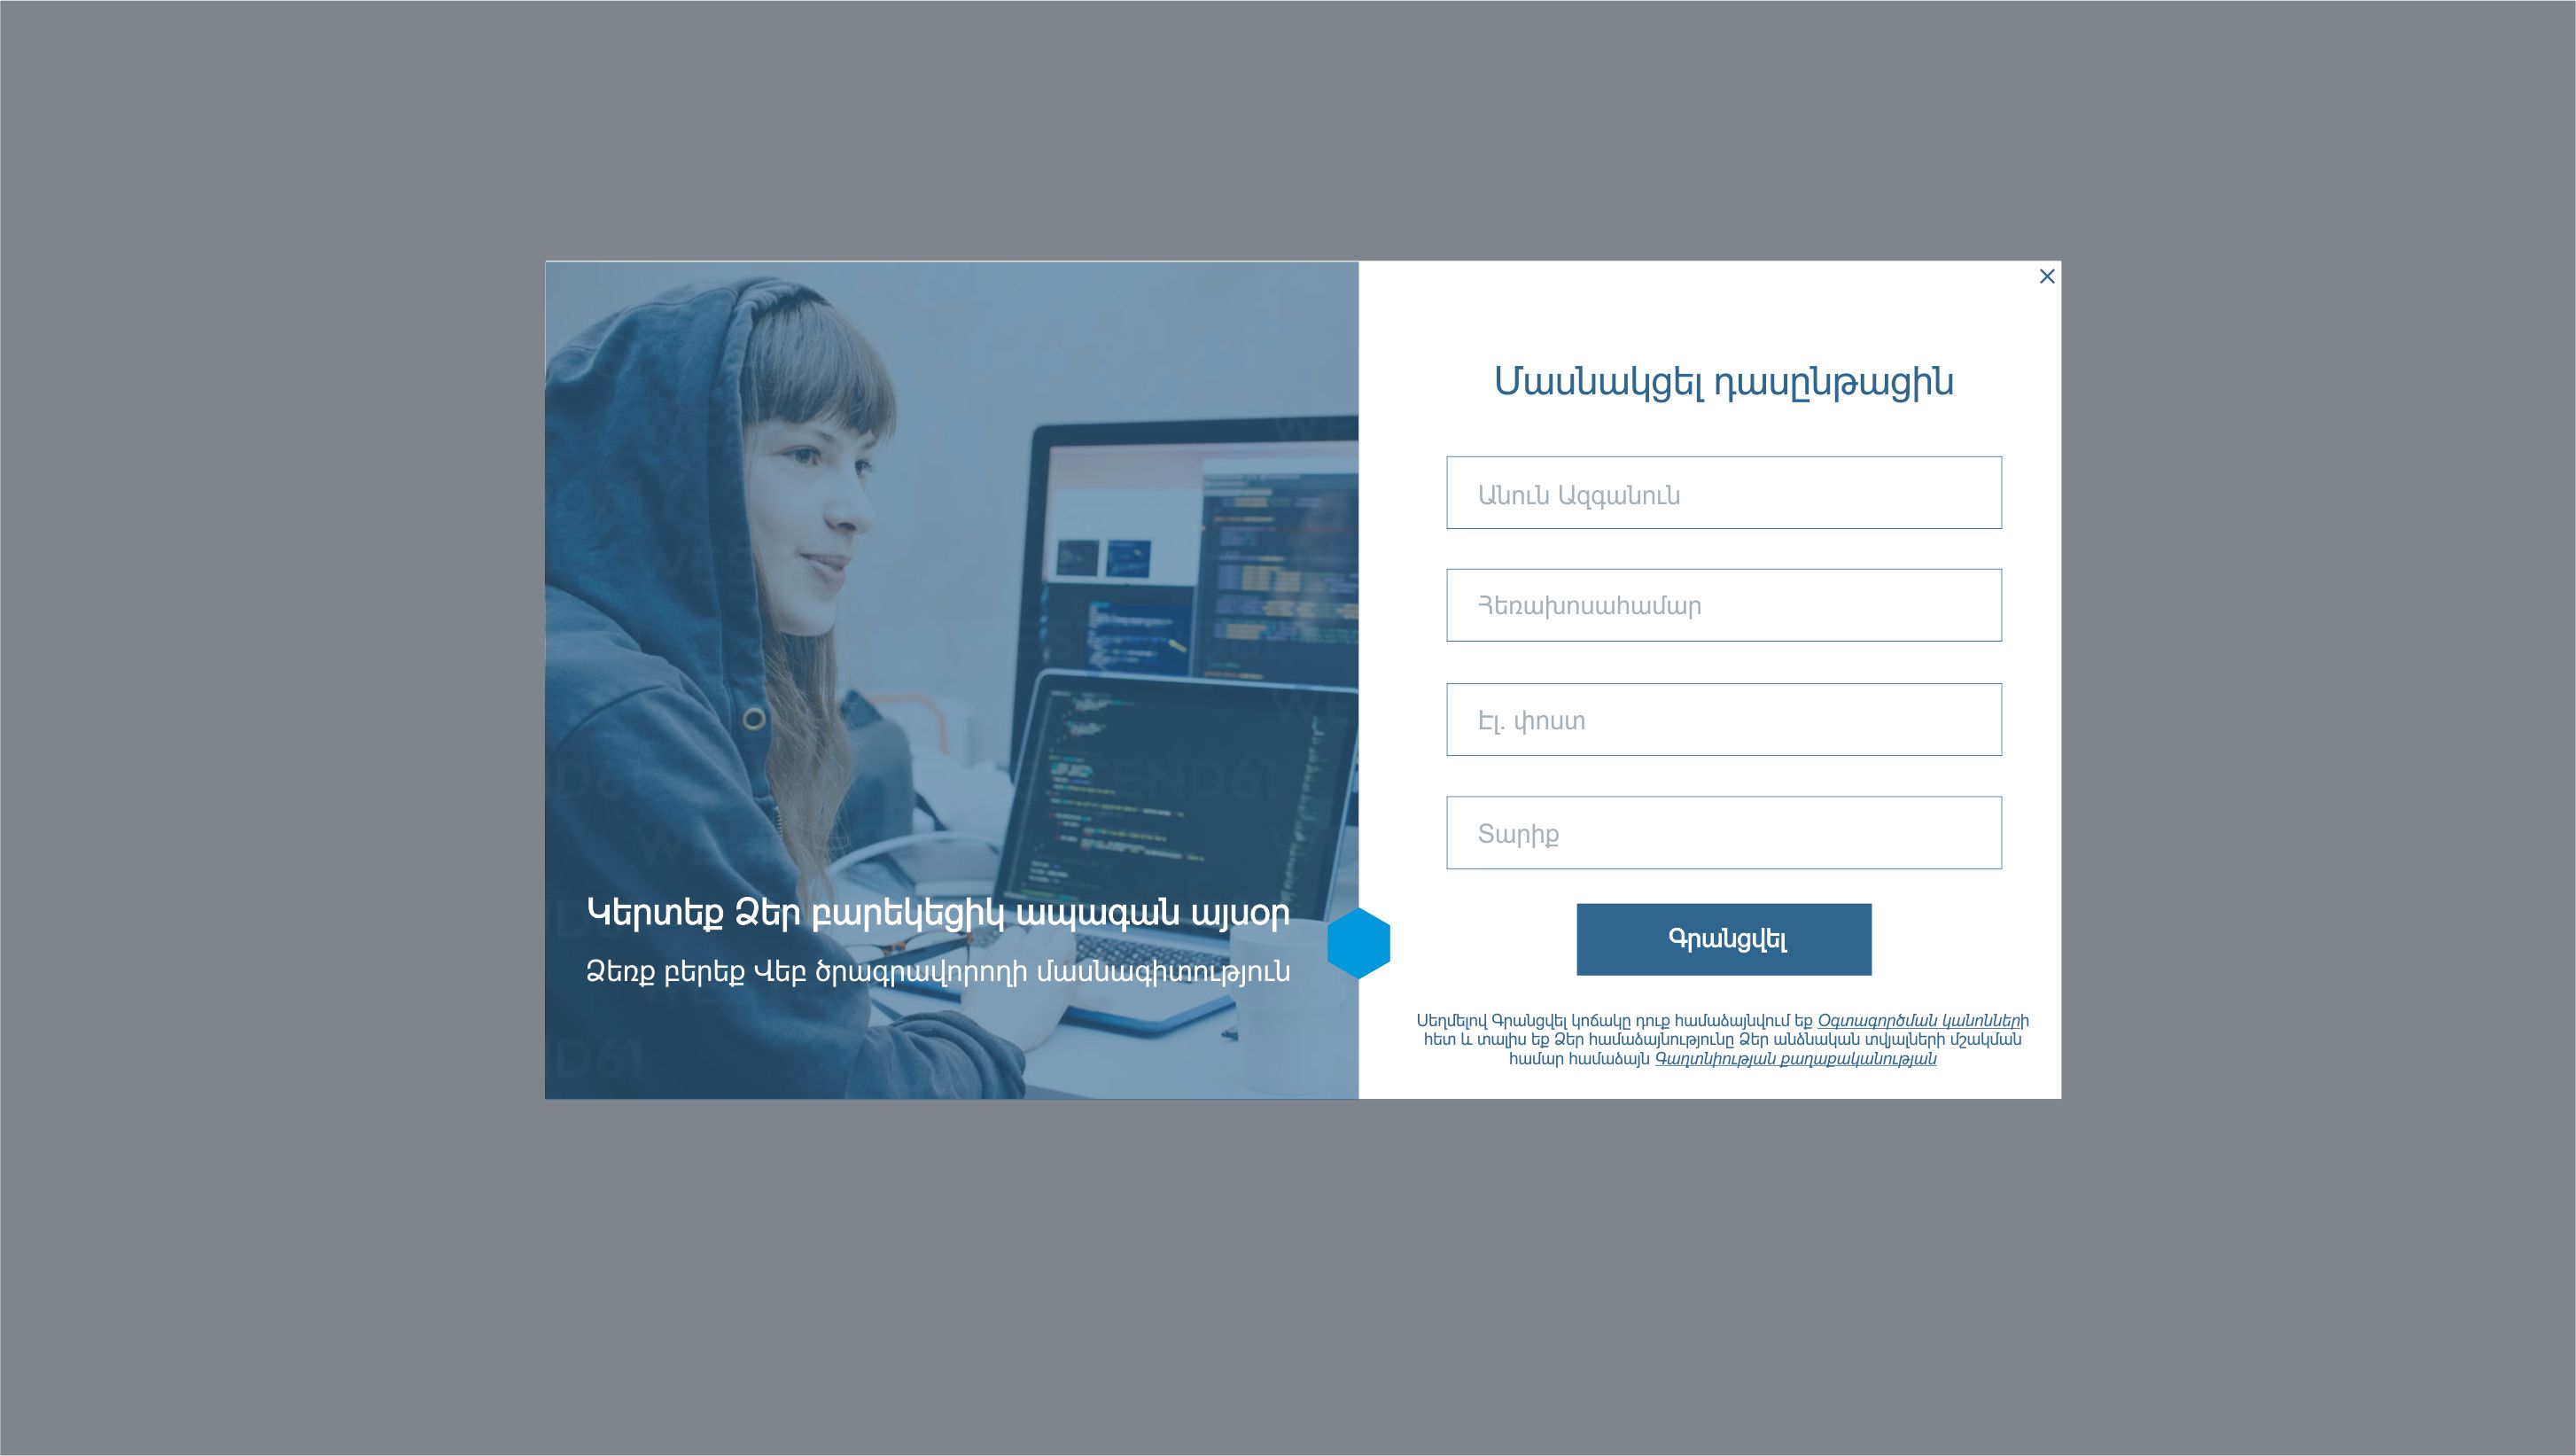 Մասնակցել դասընթացին
Անուն Ազգանուն
Հեռախոսահամար
Էլ. փոստ
Տարիք
Գրանցվել
Սեղմելով Գրանցվել կոճակը դուք համաձայնվում եք Օգտագործման կանոնների
հետ և տալիս եք Ձեր համաձայնությունը Ձեր անձնական տվյալների մշակման
համար համաձայն Գաղտնիության քաղաքականության
Կերտեք Ձեր բարեկեցիկ ապագան այսօր
Ձեռք բերեք Վեբ ծրագրավորողի մասնագիտություն